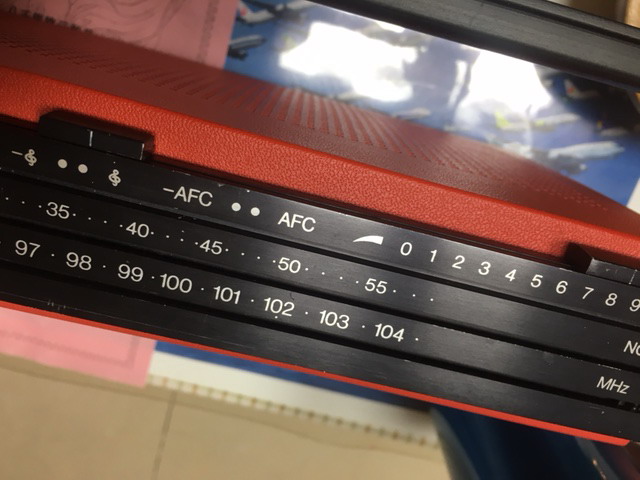 − · · −AFC · · AFC 0 1 2 3 4 5 6 7 8 9
35 · · · · 40 · · · · 45 · · · · 50 · · · · 55 · · ·
97 · 98 · 99 · 100 · 101 · 102 · 103 · 104 ·
MHz